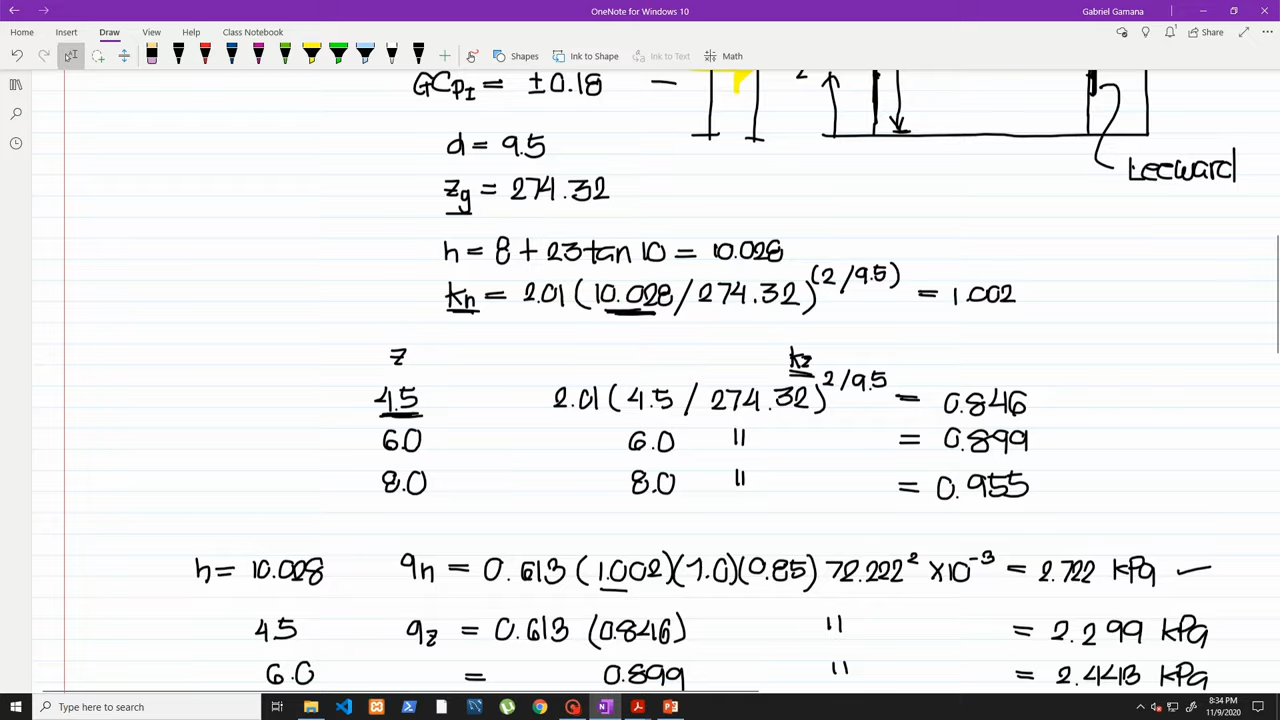 OneNote for Windows 10
Gabriel Gamana
Home Insert Draw View Help Class Notebook
Share
Shapes Ink to Shape Ink to Text Math
GCpI = ±0.18 —
Leeward
α = 9.5
zg = 274.32
h = 8 + 23tan10 = 10.028
kh = 2.01 (10.028/274.32)^(2/9.5) = 1.002
z kz
4.5 2.01 (4.5 / 274.32)^2/9.5 = 0.846
6.0 6.0 " = 0.899
8.0 8.0 " = 0.955
h = 10.028 qh = 0.613 (1.002)(1.0)(0.85) 72.222² ×10⁻³ = 2.722 kPa
4.5 qz = 0.613 (0.846) " = 2.299 kPa
6.0 = 0.899 " = 2.443 kPa
Type here to search
8:34 PM
11/9/2020